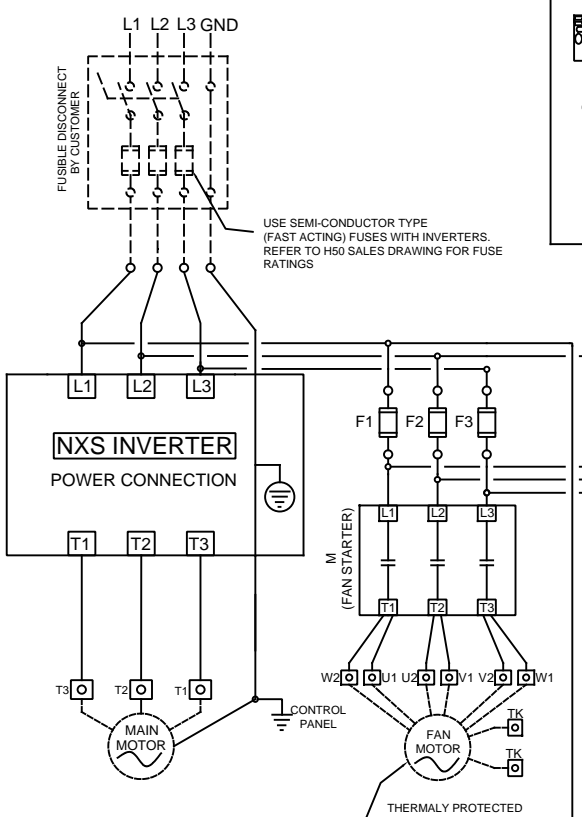 L1 L2 L3 GND
FUSIBLE DISCONNECT
BY CUSTOMER
USE SEMI-CONDUCTOR TYPE
(FAST ACTING) FUSES WITH INVERTERS.
REFER TO H50 SALES DRAWING FOR FUSE
RATINGS
L1 L2 L3
NXS INVERTER
POWER CONNECTION
T1 T2 T3
F1 F2 F3
L1 L2 L3
M
(FAN STARTER)
T1 T2 T3
T3 T2 T1
MAIN
MOTOR
CONTROL
PANEL
W2 U1 U2 V1 V2 W1
FAN
MOTOR
TK
TK
THERMALY PROTECTED